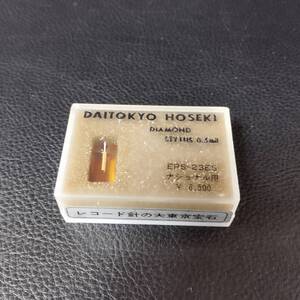 DAITOKYO HOSEKI
DIAMOND
STYLUS 0.5mil
EPS-23ES
ナショナル用
￥6,500
レコード針の大東京宝石